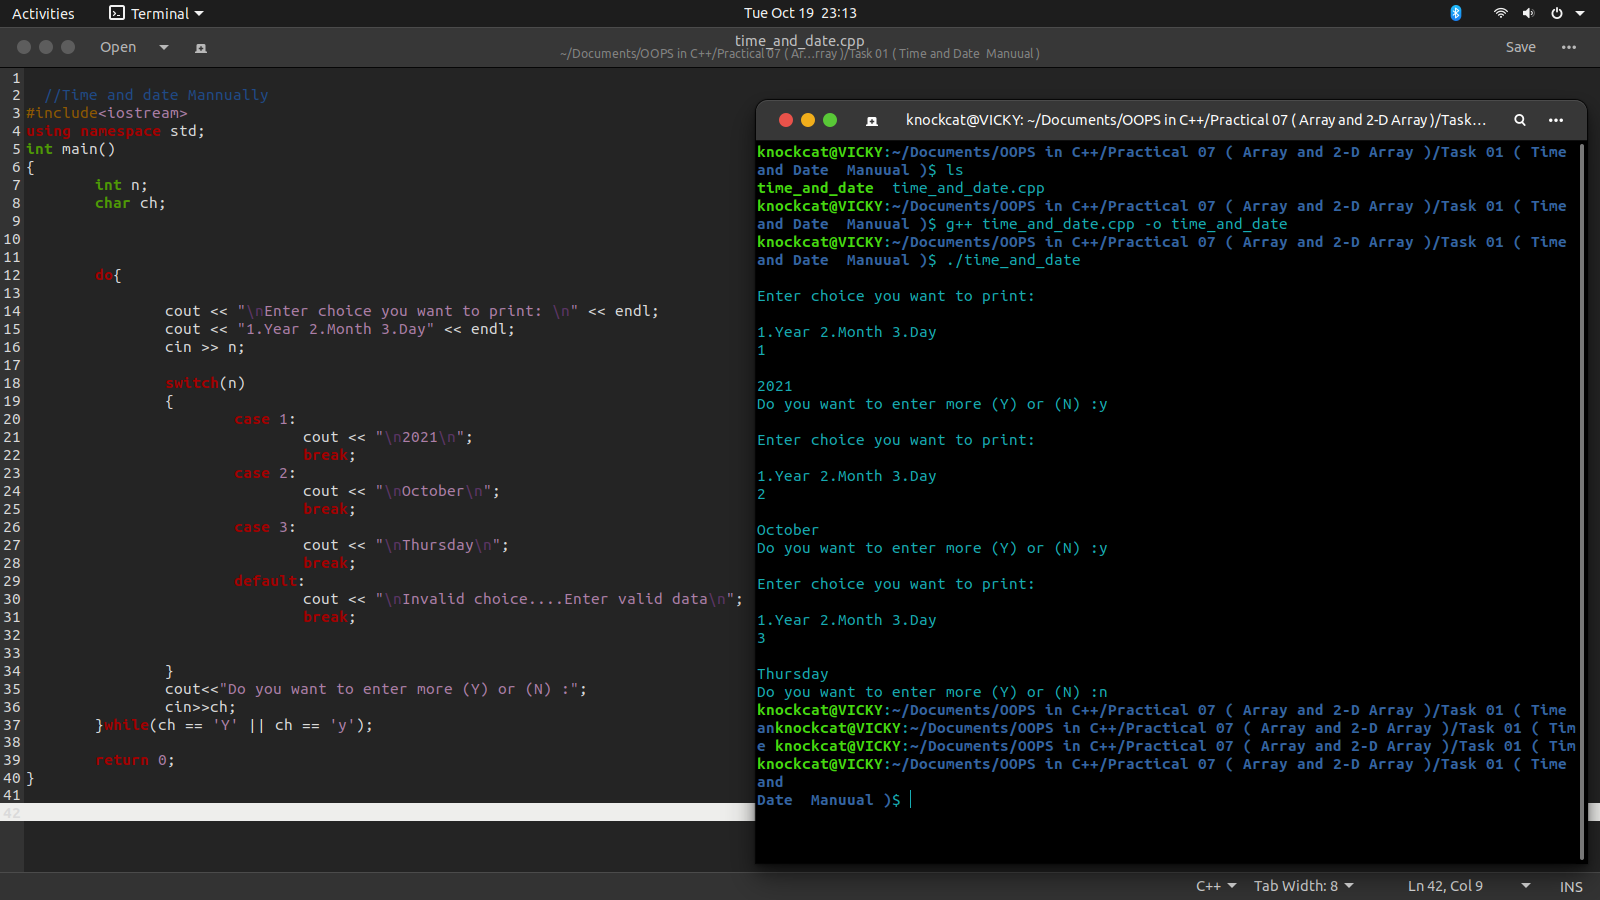 Activities Terminal Tue Oct 19 23:13
Open time_and_date.cpp Save
~/Documents/OOPS in C++/Practical 07 ( Ar...rray )/Task 01 ( Time and Date Manuual )
1
2 //Time and date Mannually
3 #include<iostream>
4 using namespace std;
5 int main()
6 {
7 int n;
8 char ch;
9
10
11
12 do{
13
14 cout << "\nEnter choice you want to print: \n" << endl;
15 cout << "1.Year 2.Month 3.Day" << endl;
16 cin >> n;
17
18 switch(n)
19 {
20 case 1:
21 cout << "\n2021\n";
22 break;
23 case 2:
24 cout << "\nOctober\n";
25 break;
26 case 3:
27 cout << "\nThursday\n";
28 break;
29 default:
30 cout << "\nInvalid choice....Enter valid data\n";
31 break;
32
33
34 }
35 cout<<"Do you want to enter more (Y) or (N) :";
36 cin>>ch;
37 }while(ch == 'Y' || ch == 'y');
38
39 return 0;
40 }
41
42
knockcat@VICKY: ~/Documents/OOPS in C++/Practical 07 ( Array and 2-D Array )/Task...
knockcat@VICKY:~/Documents/OOPS in C++/Practical 07 ( Array and 2-D Array )/Task 01 ( Time
and Date  Manuual )$ ls
time_and_date  time_and_date.cpp
knockcat@VICKY:~/Documents/OOPS in C++/Practical 07 ( Array and 2-D Array )/Task 01 ( Time
and Date  Manuual )$ g++ time_and_date.cpp -o time_and_date
knockcat@VICKY:~/Documents/OOPS in C++/Practical 07 ( Array and 2-D Array )/Task 01 ( Time
and Date  Manuual )$ ./time_and_date
Enter choice you want to print:
1.Year 2.Month 3.Day
1
2021
Do you want to enter more (Y) or (N) :y
Enter choice you want to print:
1.Year 2.Month 3.Day
2
October
Do you want to enter more (Y) or (N) :y
Enter choice you want to print:
1.Year 2.Month 3.Day
3
Thursday
Do you want to enter more (Y) or (N) :n
knockcat@VICKY:~/Documents/OOPS in C++/Practical 07 ( Array and 2-D Array )/Task 01 ( Time
anknockcat@VICKY:~/Documents/OOPS in C++/Practical 07 ( Array and 2-D Array )/Task 01 ( Tim
e knockcat@VICKY:~/Documents/OOPS in C++/Practical 07 ( Array and 2-D Array )/Task 01 ( Tim
knockcat@VICKY:~/Documents/OOPS in C++/Practical 07 ( Array and 2-D Array )/Task 01 ( Time
and
Date  Manuual )$
C++ Tab Width: 8 Ln 42, Col 9 INS